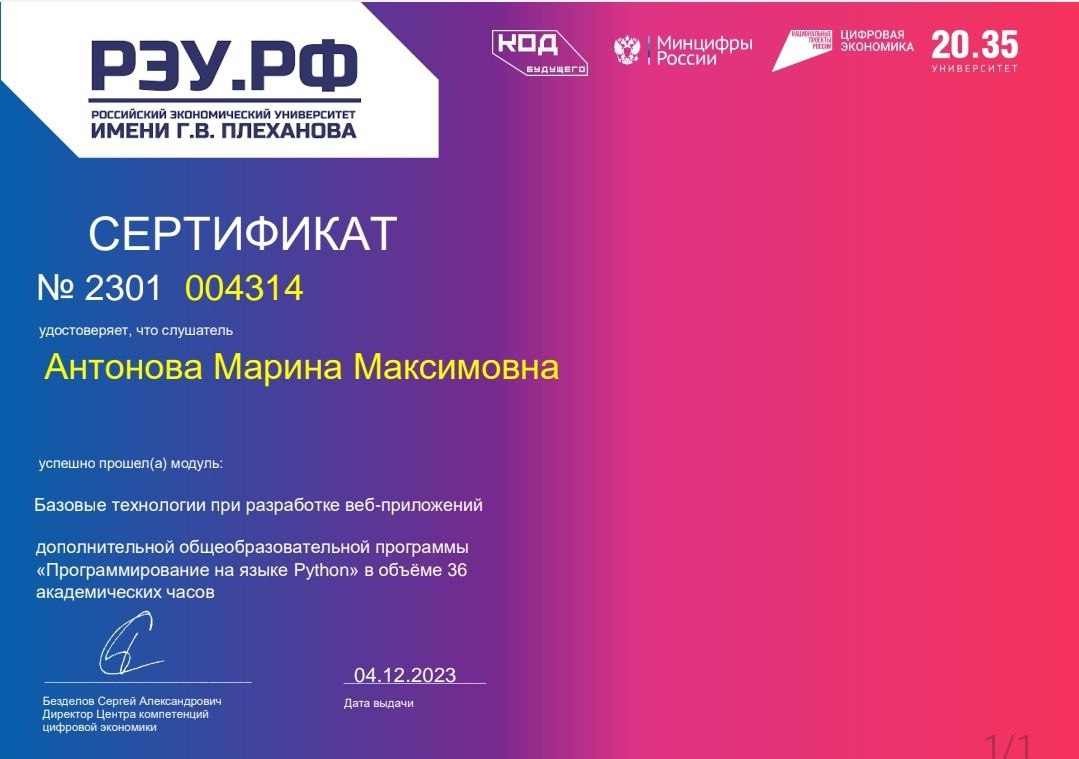 РЭУ.РФ
РОССИЙСКИЙ ЭКОНОМИЧЕСКИЙ УНИВЕРСИТЕТ
ИМЕНИ Г.В. ПЛЕХАНОВА
КОД
БУДУЩЕГО
Минцифры
России
НАЦИОНАЛЬНЫЕ
ПРОЕКТЫ
РОССИИ
ЦИФРОВАЯ
ЭКОНОМИКА
20.35
УНИВЕРСИТЕТ
СЕРТИФИКАТ
№ 2301 004314
удостоверяет, что слушатель
Антонова Марина Максимовна
успешно прошел(а) модуль:
Базовые технологии при разработке веб-приложений
дополнительной общеобразовательной программы
«Программирование на языке Python» в объёме 36
академических часов
04.12.2023
Безделов Сергей Александрович
Директор Центра компетенций
цифровой экономики
Дата выдачи
1/1